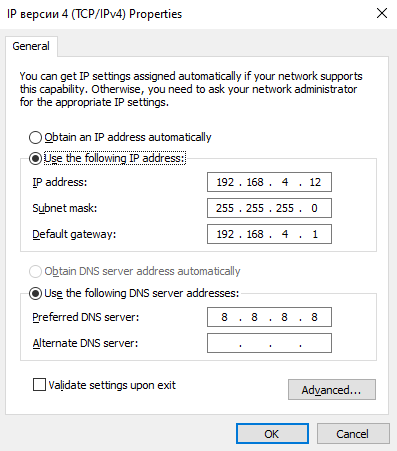 IP версии 4 (TCP/IPv4) Properties
General
You can get IP settings assigned automatically if your network supports
this capability. Otherwise, you need to ask your network administrator
for the appropriate IP settings.
Obtain an IP address automatically
Use the following IP address:
IP address: 192 . 168 . 4 . 12
Subnet mask: 255 . 255 . 255 . 0
Default gateway: 192 . 168 . 4 . 1
Obtain DNS server address automatically
Use the following DNS server addresses:
Preferred DNS server: 8 . 8 . 8 . 8
Alternate DNS server: . . .
Validate settings upon exit
Advanced...
OK Cancel